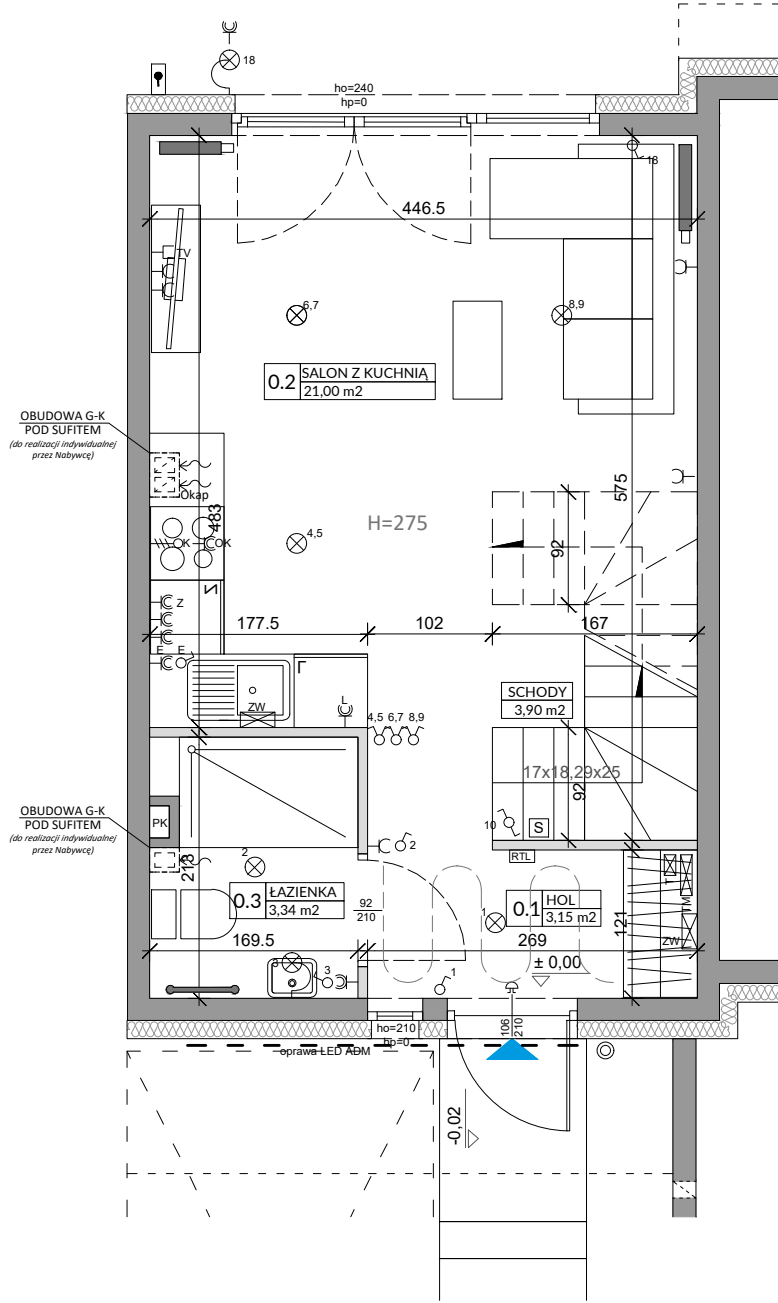 18
ho=240
hp=0
18
446.5
TV
6,7
8,9
0.2
SALON Z KUCHNIĄ
21,00 m2
OBUDOWA G-K
POD SUFITEM
(do realizacji indywidualnej
przez Nabywcę)
Okap
483
575
H=275
4,5
OK
OK
92
Z
177.5
102
167
E
E
L
SCHODY
3,90 m2
ZW
4,5
6,7
8,9
17x18,29x25
92
OBUDOWA G-K
POD SUFITEM
(do realizacji indywidualnej
przez Nabywcę)
PK
10
S
2
RTL
2
213
0.3
ŁAZIENKA
3,34 m2
92
210
1
0.1
HOL
3,15 m2
T
TM
121
ZW
169.5
269
3
3
± 0,00
1
ho=210
hp=0
106
210
oprawa LED ADM
-0,02